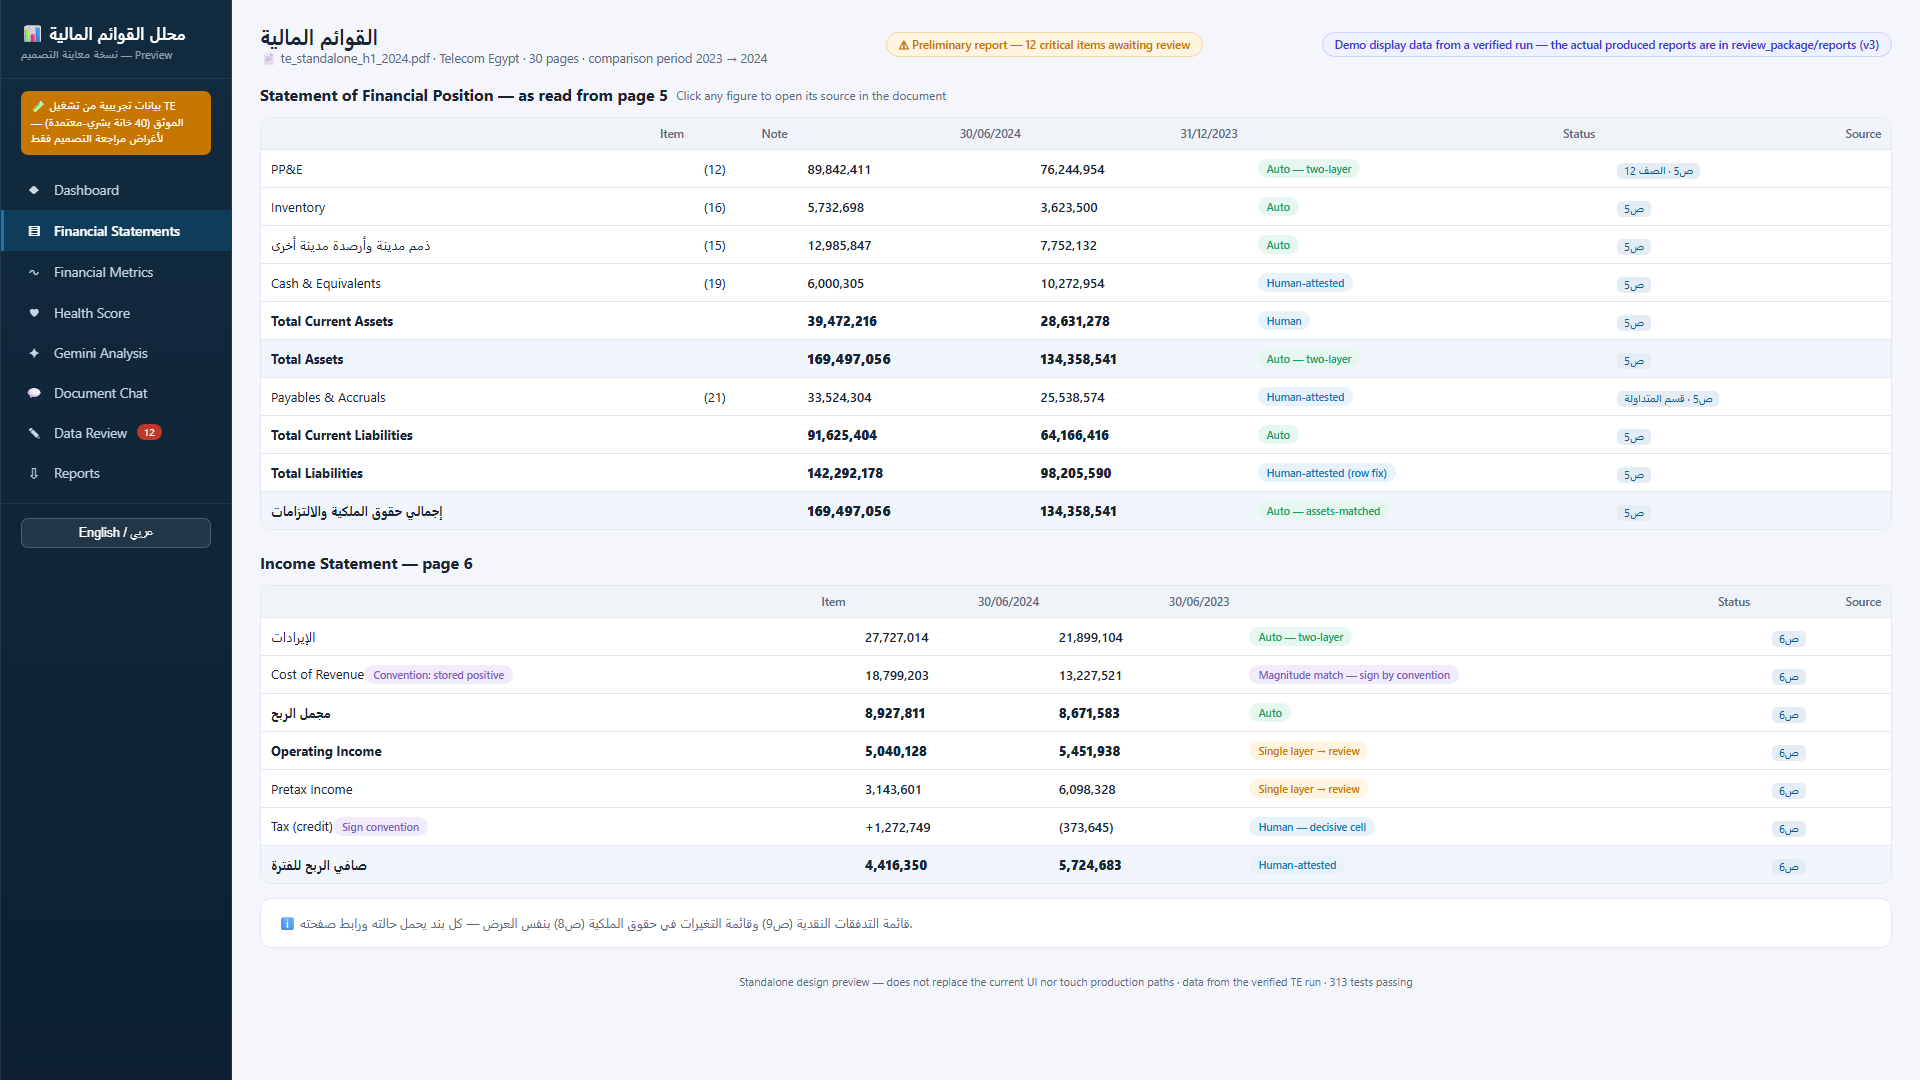 محلل القوائم المالية
نسخة معاينة التصميم — Preview
بيانات تجريبية من تشغيل TE
الموثق (40 خانة بشري-معتمدة) —
لأغراض مراجعة التصميم فقط
Dashboard
Financial Statements
Financial Metrics
Health Score
Gemini Analysis
Document Chat
Data Review 12
Reports
English / عربي
القوائم المالية
te_standalone_h1_2024.pdf · Telecom Egypt · 30 pages · comparison period 2023 → 2024
⚠ Preliminary report — 12 critical items awaiting review
Demo display data from a verified run — the actual produced reports are in review_package/reports (v3)
Statement of Financial Position — as read from page 5 Click any figure to open its source in the document
Item Note 30/06/2024 31/12/2023 Status Source
PP&E (12) 89,842,411 76,244,954 Auto — two-layer ص5 · الصف 12
Inventory (16) 5,732,698 3,623,500 Auto ص5
ذمم مدينة وأرصدة مدينة أخرى (15) 12,985,847 7,752,132 Auto ص5
Cash & Equivalents (19) 6,000,305 10,272,954 Human-attested ص5
Total Current Assets 39,472,216 28,631,278 Human ص5
Total Assets 169,497,056 134,358,541 Auto — two-layer ص5
Payables & Accruals (21) 33,524,304 25,538,574 Human-attested ص5 · قسم المتداولة
Total Current Liabilities 91,625,404 64,166,416 Auto ص5
Total Liabilities 142,292,178 98,205,590 Human-attested (row fix) ص5
إجمالي حقوق الملكية والالتزامات 169,497,056 134,358,541 Auto — assets-matched ص5
Income Statement — page 6
Item 30/06/2024 30/06/2023 Status Source
الإيرادات 27,727,014 21,899,104 Auto — two-layer ص6
Cost of Revenue Convention: stored positive 18,799,203 13,227,521 Magnitude match — sign by convention ص6
مجمل الربح 8,927,811 8,671,583 Auto ص6
Operating Income 5,040,128 5,451,938 Single layer → review ص6
Pretax Income 3,143,601 6,098,328 Single layer → review ص6
Tax (credit) Sign convention +1,272,749 (373,645) Human — decisive cell ص6
صافي الربح للفترة 4,416,350 5,724,683 Human-attested ص6
قائمة التدفقات النقدية (ص9) وقائمة التغيرات في حقوق الملكية (ص8) بنفس العرض — كل بند يحمل حالته ورابط صفحته.
Standalone design preview — does not replace the current UI nor touch production paths · data from the verified TE run · 313 tests passing